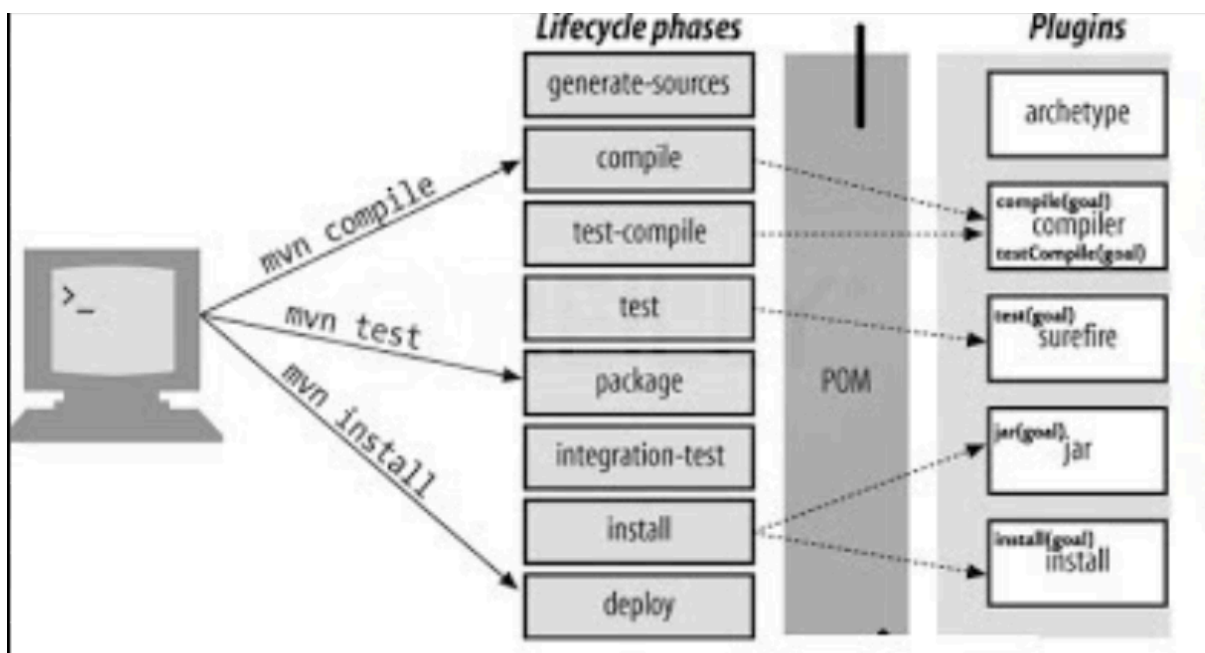 Lifecycle phases
Plugins
generate-sources
compile
test-compile
test
package
integration-test
install
deploy
mvn compile
mvn test
mvn install
>_
POM
archetype
compile(goal)
compiler
testCompile(goal)
test(goal)
surefire
jar(goal)
jar
install(goal)
install